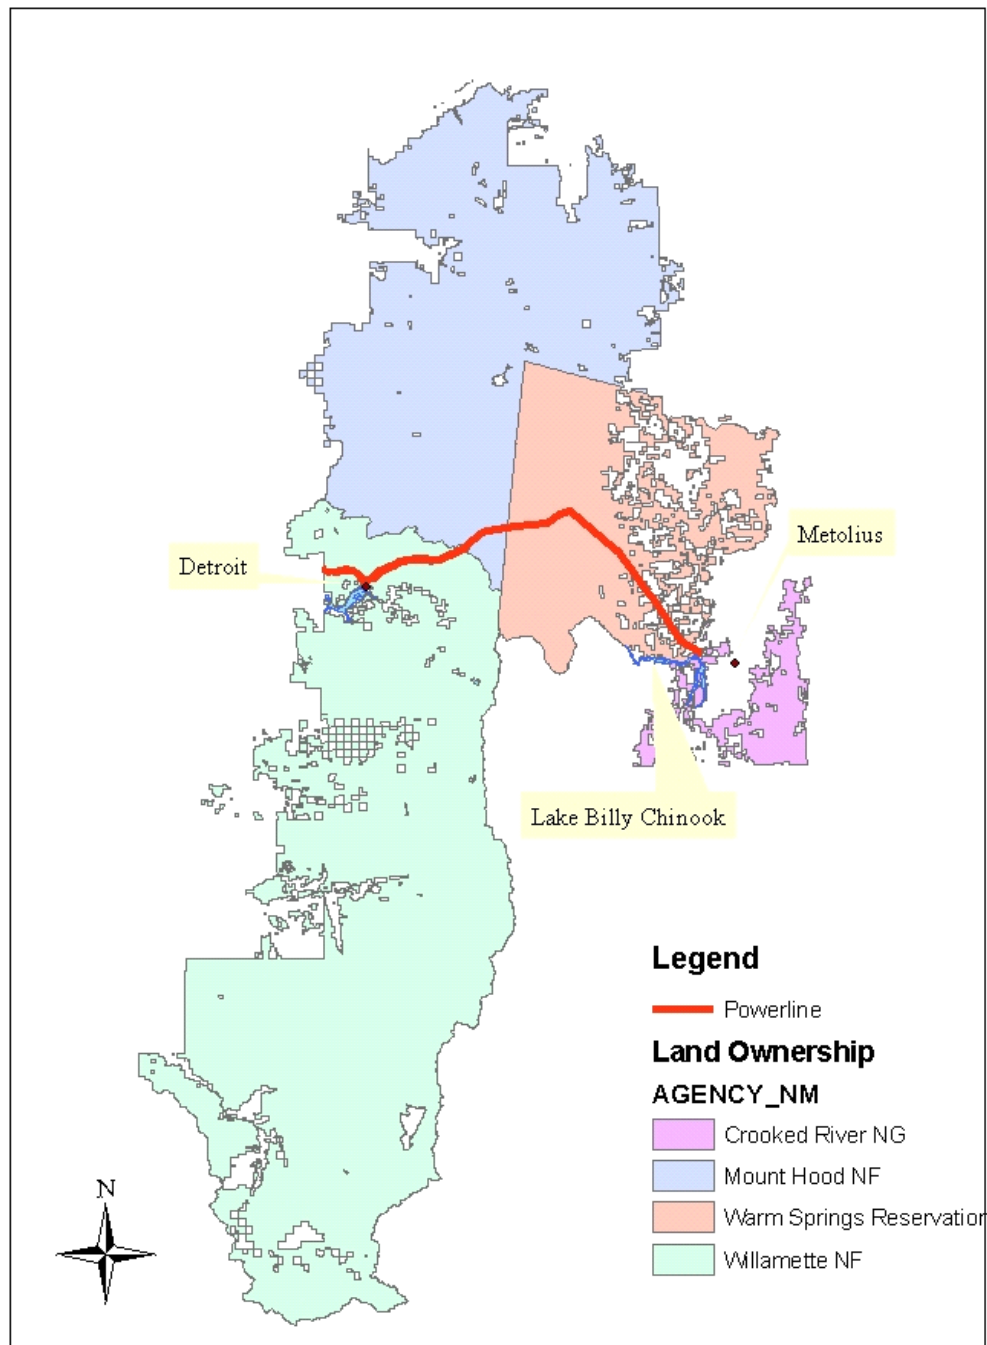 Metolius
Detroit
Lake Billy Chinook
Legend
Powerline
Land Ownership
AGENCY_NM
Crooked River NG
Mount Hood NF
Warm Springs Reservation
Willamette NF
N